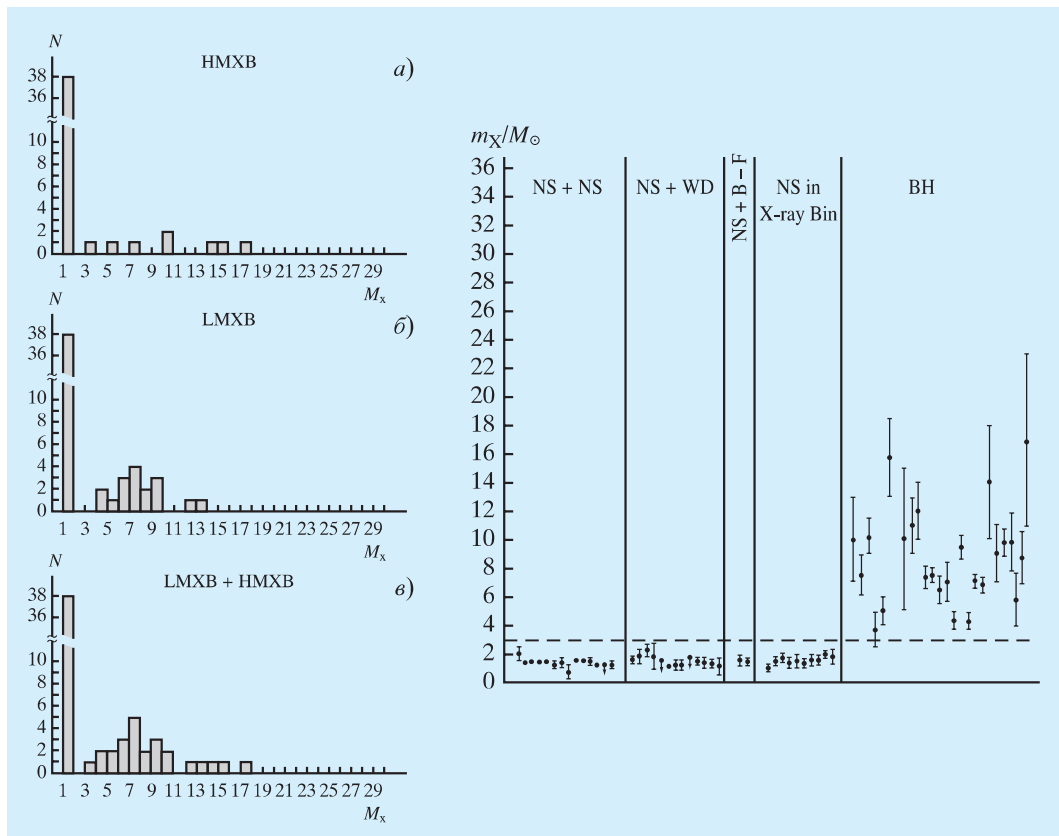 N
HMXB
а)
38
36
≈
10
8
6
4
2
0
1 3 5 7 9 11 13 15 17 19 21 23 25 27 29
Mx
N
LMXB
б)
38
36
≈
10
8
6
4
2
0
1 3 5 7 9 11 13 15 17 19 21 23 25 27 29
Mx
N
LMXB + HMXB
в)
38
36
≈
10
8
6
4
2
0
1 3 5 7 9 11 13 15 17 19 21 23 25 27 29
Mx
mX/M⊙
36
34
32
30
28
26
24
22
20
18
16
14
12
10
8
6
4
2
0
NS + NS
NS + WD
NS + B – F
NS in
X-ray Bin
BH